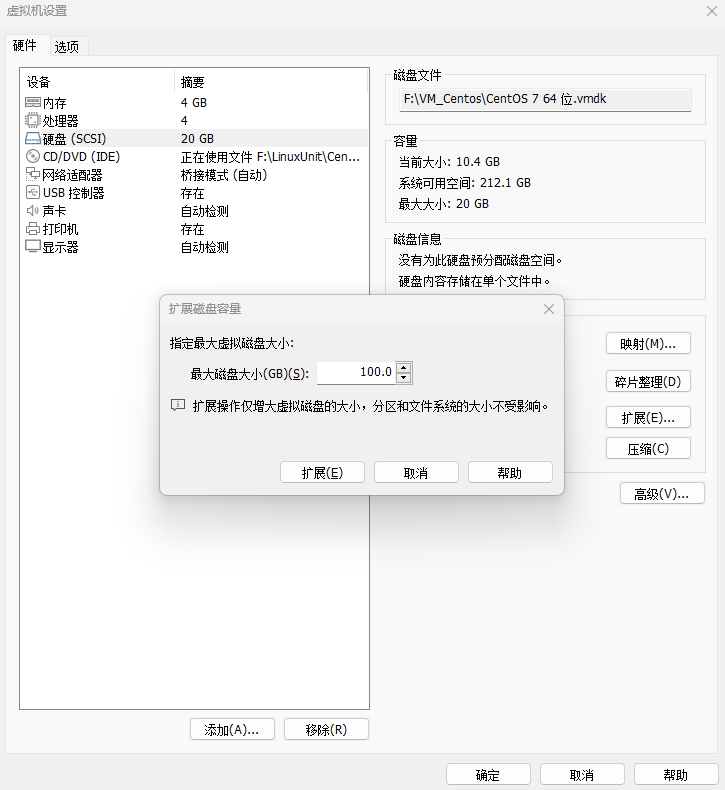 虚拟机设置
硬件 选项
设备 摘要
内存 4 GB
处理器 4
硬盘 (SCSI) 20 GB
CD/DVD (IDE) 正在使用文件 F:\LinuxUnit\Cen...
网络适配器 桥接模式 (自动)
USB 控制器 存在
声卡 自动检测
打印机 存在
显示器 自动检测
添加(A)... 移除(R)
磁盘文件
F:\VM_Centos\CentOS 7 64 位.vmdk
容量
当前大小: 10.4 GB
系统可用空间: 212.1 GB
最大大小: 20 GB
磁盘信息
没有为此硬盘预分配磁盘空间。
硬盘内容存储在单个文件中。
映射(M)...
碎片整理(D)
扩展(E)...
压缩(C)
高级(V)...
扩展磁盘容量
指定最大虚拟磁盘大小:
最大磁盘大小(GB)(S): 100.0
扩展操作仅增大虚拟磁盘的大小，分区和文件系统的大小不受影响。
扩展(E) 取消 帮助
确定 取消 帮助